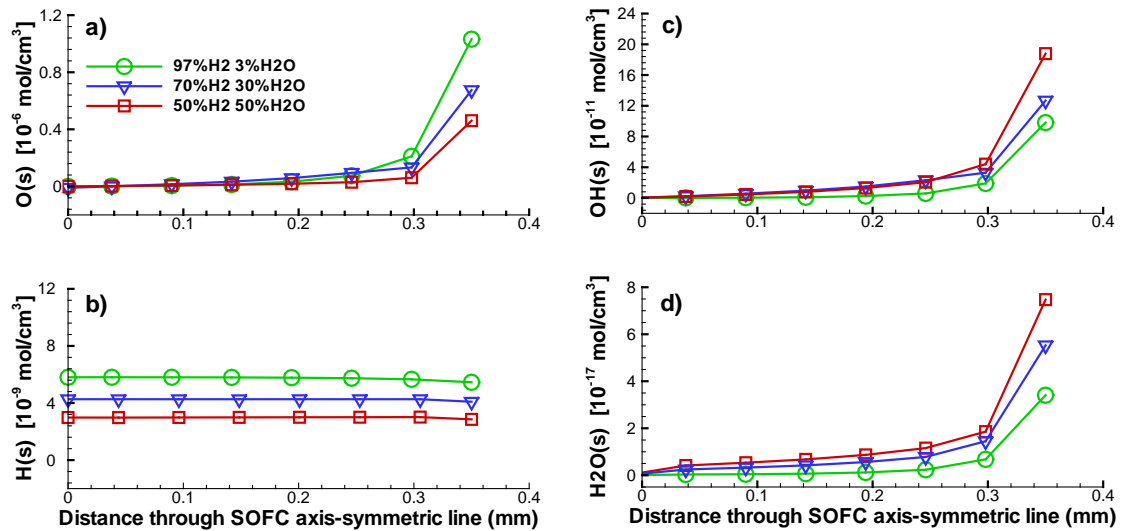 a)
O(s) [10^-6 mol/cm^3]
1.2
0.8
0.4
0
97%H2 3%H2O
70%H2 30%H2O
50%H2 50%H2O
0 0.1 0.2 0.3 0.4
c)
OH(s) [10^-11 mol/cm^3]
24
20
16
12
8
4
0
0 0.1 0.2 0.3 0.4
b)
H(s) [10^-9 mol/cm^3]
12
8
4
0
0 0.1 0.2 0.3 0.4
Distance through SOFC axis-symmetric line (mm)
d)
H2O(s) [10^-17 mol/cm^3]
8
6
4
2
0
0 0.1 0.2 0.3 0.4
Distrance through SOFC axis-symmetric line (mm)